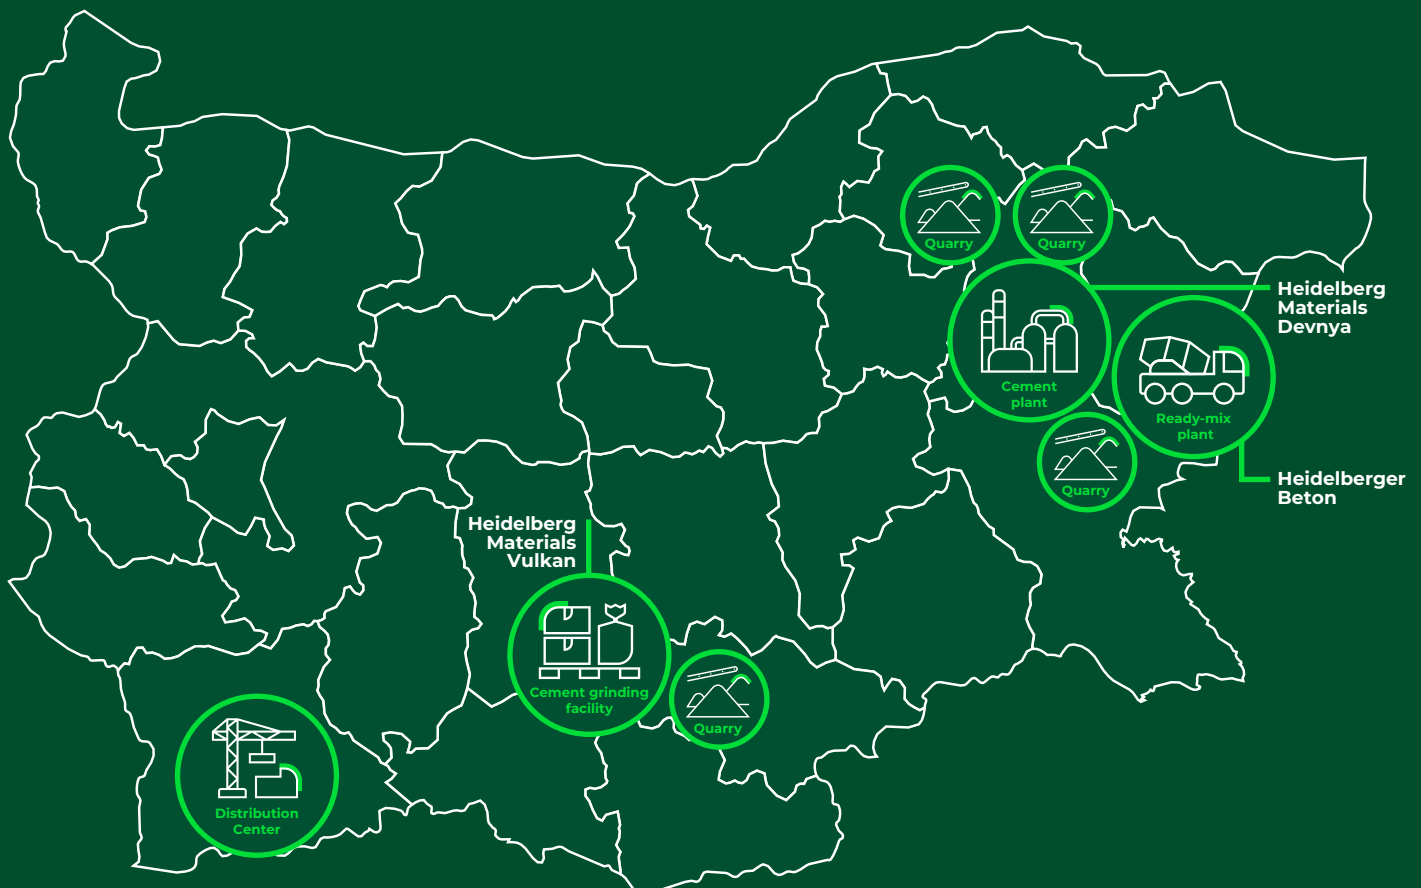 Quarry
Quarry
Heidelberg
Materials
Devnya
Cement
plant
Ready-mix
plant
Quarry
Heidelberger
Beton
Heidelberg
Materials
Vulkan
Cement grinding
facility
Quarry
Distribution
Center